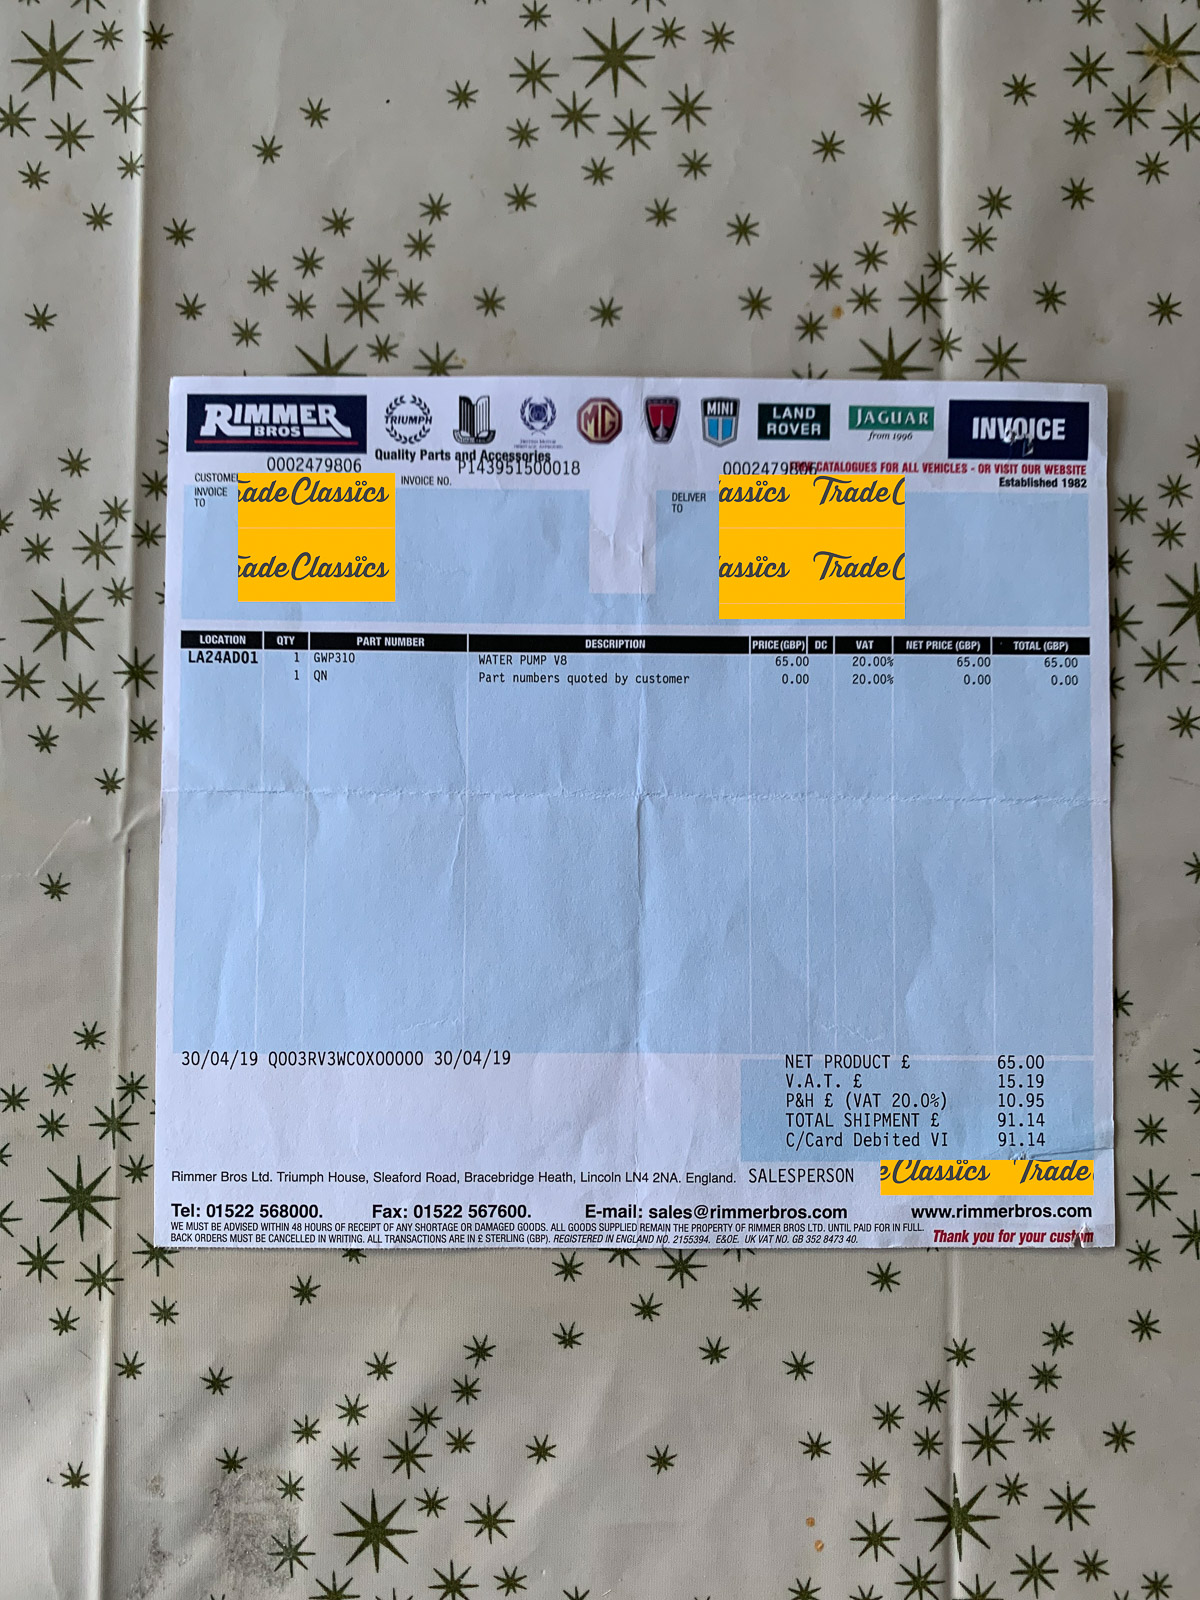 RIMMER
BROS
TRIUMPH
MG
MINI
LAND
ROVER
JAGUAR
from 1996
INVOICE
Quality Parts and Accessories
0002479806 P143951500018 0002479806
CATALOGUES FOR ALL VEHICLES - OR VISIT OUR WEBSITE
Established 1982
CUSTOMER INVOICE NO.
INVOICE
TO
DELIVER
TO
rade Classics
rade Classics
assics Trade C
assics Trade C
LOCATION QTY PART NUMBER DESCRIPTION PRICE (GBP) DC VAT NET PRICE (GBP) TOTAL (GBP)
LA24AD01 1 GWP310 WATER PUMP V8 65.00 20.00% 65.00 65.00
1 QN Part numbers quoted by customer 0.00 20.00% 0.00 0.00
30/04/19 Q003RV3WC0X00000 30/04/19
NET PRODUCT £ 65.00
V.A.T. £ 15.19
P&H £ (VAT 20.0%) 10.95
TOTAL SHIPMENT £ 91.14
C/Card Debited VI 91.14
Rimmer Bros Ltd. Triumph House, Sleaford Road, Bracebridge Heath, Lincoln LN4 2NA. England. SALESPERSON
e Classics Trade
Tel: 01522 568000. Fax: 01522 567600. E-mail: sales@rimmerbros.com www.rimmerbros.com
WE MUST BE ADVISED WITHIN 48 HOURS OF RECEIPT OF ANY SHORTAGE OR DAMAGED GOODS. ALL GOODS SUPPLIED REMAIN THE PROPERTY OF RIMMER BROS LTD. UNTIL PAID FOR IN FULL.
BACK ORDERS MUST BE CANCELLED IN WRITING. ALL TRANSACTIONS ARE IN £ STERLING (GBP). REGISTERED IN ENGLAND NO. 2155394. E&OE. UK VAT NO. GB 352 8473 40.
Thank you for your custom